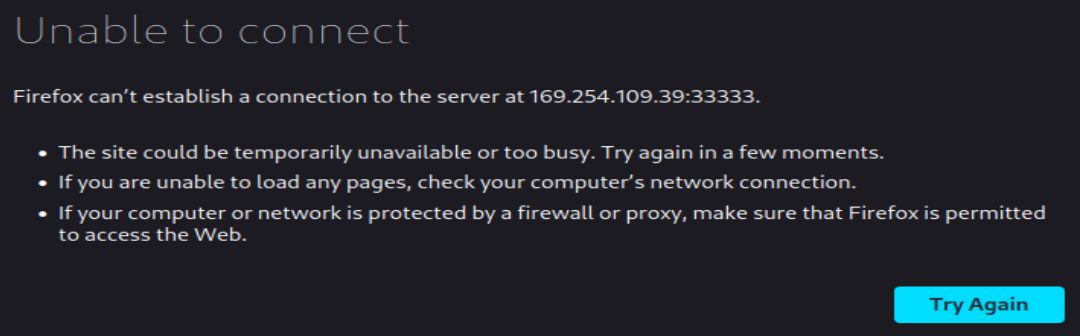 Unable to connect
Firefox can’t establish a connection to the server at 169.254.109.39:33333.
• The site could be temporarily unavailable or too busy. Try again in a few moments.
• If you are unable to load any pages, check your computer’s network connection.
• If your computer or network is protected by a firewall or proxy, make sure that Firefox is permitted
to access the Web.
Try Again